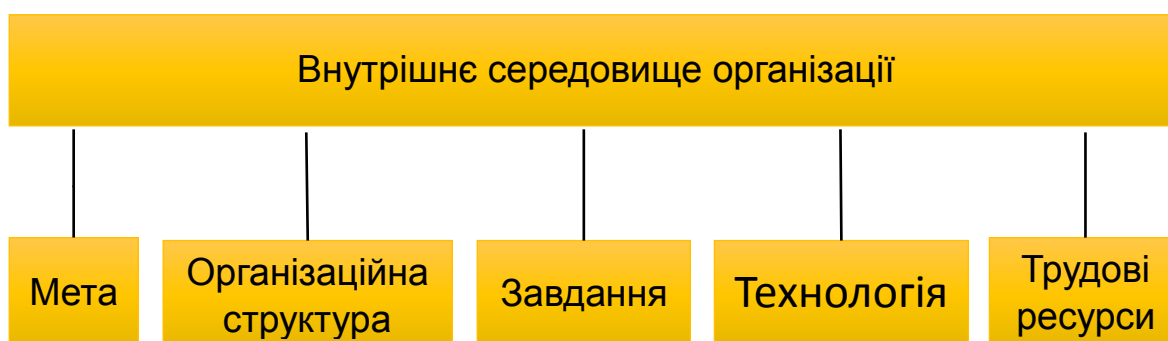 Внутрішнє середовище організації
Мета
Організаційна
структура
Завдання
Технологія
Трудові
ресурси